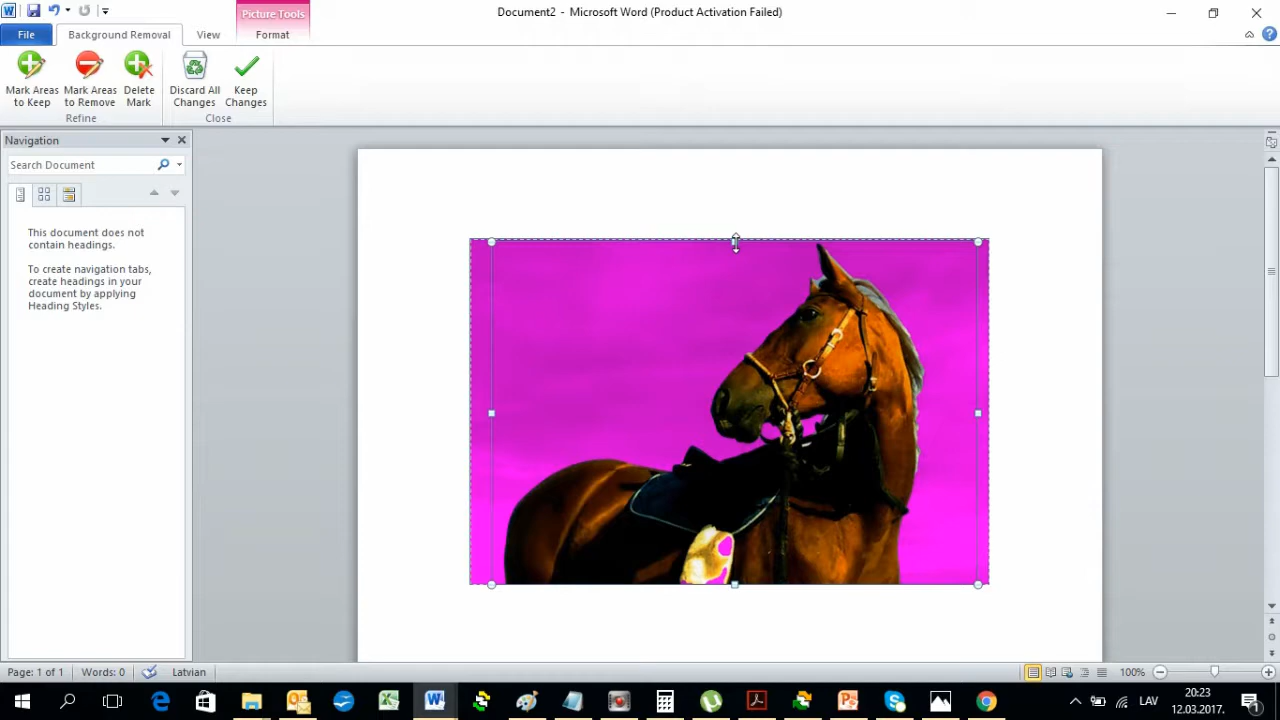 Document2 - Microsoft Word (Product Activation Failed)
Picture Tools
File
Background Removal
View
Format
Mark Areas to Keep
Mark Areas to Remove
Delete Mark
Discard All Changes
Keep Changes
Refine
Close
Navigation
Search Document
This document does not
contain headings.
To create navigation tabs,
create headings in your
document by applying
Heading Styles.
Page: 1 of 1
Words: 0
Latvian
100%
LAV
20:23
12.03.2017.
1